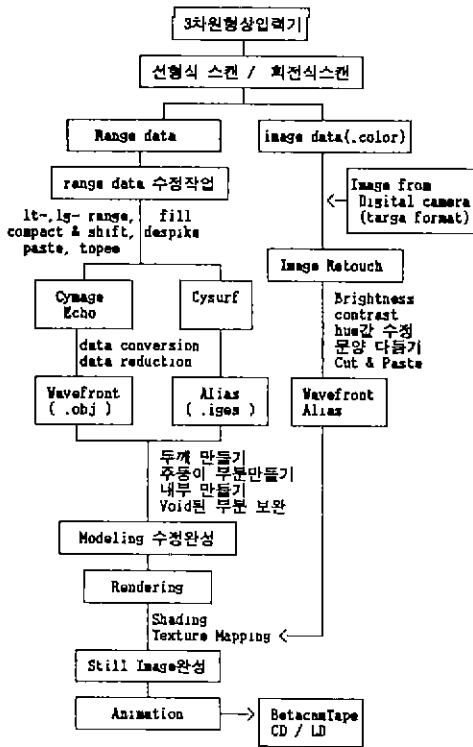 3차원형상입력기
선형식 스캔 / 회전식스캔
Range data
image data(.color)
range data 수정작업
Image from
Digital camera
(targa format)
lt-,lg- range, fill
compact & shift, despike
paste, topee
Image Retouch
Cymage
Echo
Cysurf
Brightness
contrast
hue값 수정
문양 다듬기
Cut & Paste
data conversion
data reduction
Wavefront
( .obj )
Alias
( .iges )
Wavefront
Alias
두께 만들기
주둥이 부분만들기
내부 만들기
Void된 부분 보완
Modeling 수정완성
Rendering
Shading
Texture Mapping
Still Image완성
Animation
BetacamTape
CD / LD